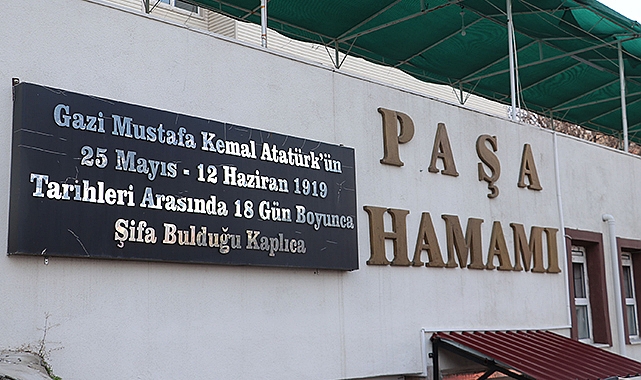 Gazi Mustafa Kemal Atatürk'ün
25 Mayıs - 12 Haziran 1919
Tarihleri Arasında 18 Gün Boyunca
Şifa Bulduğu Kaplıca
PAŞA
HAMAMI